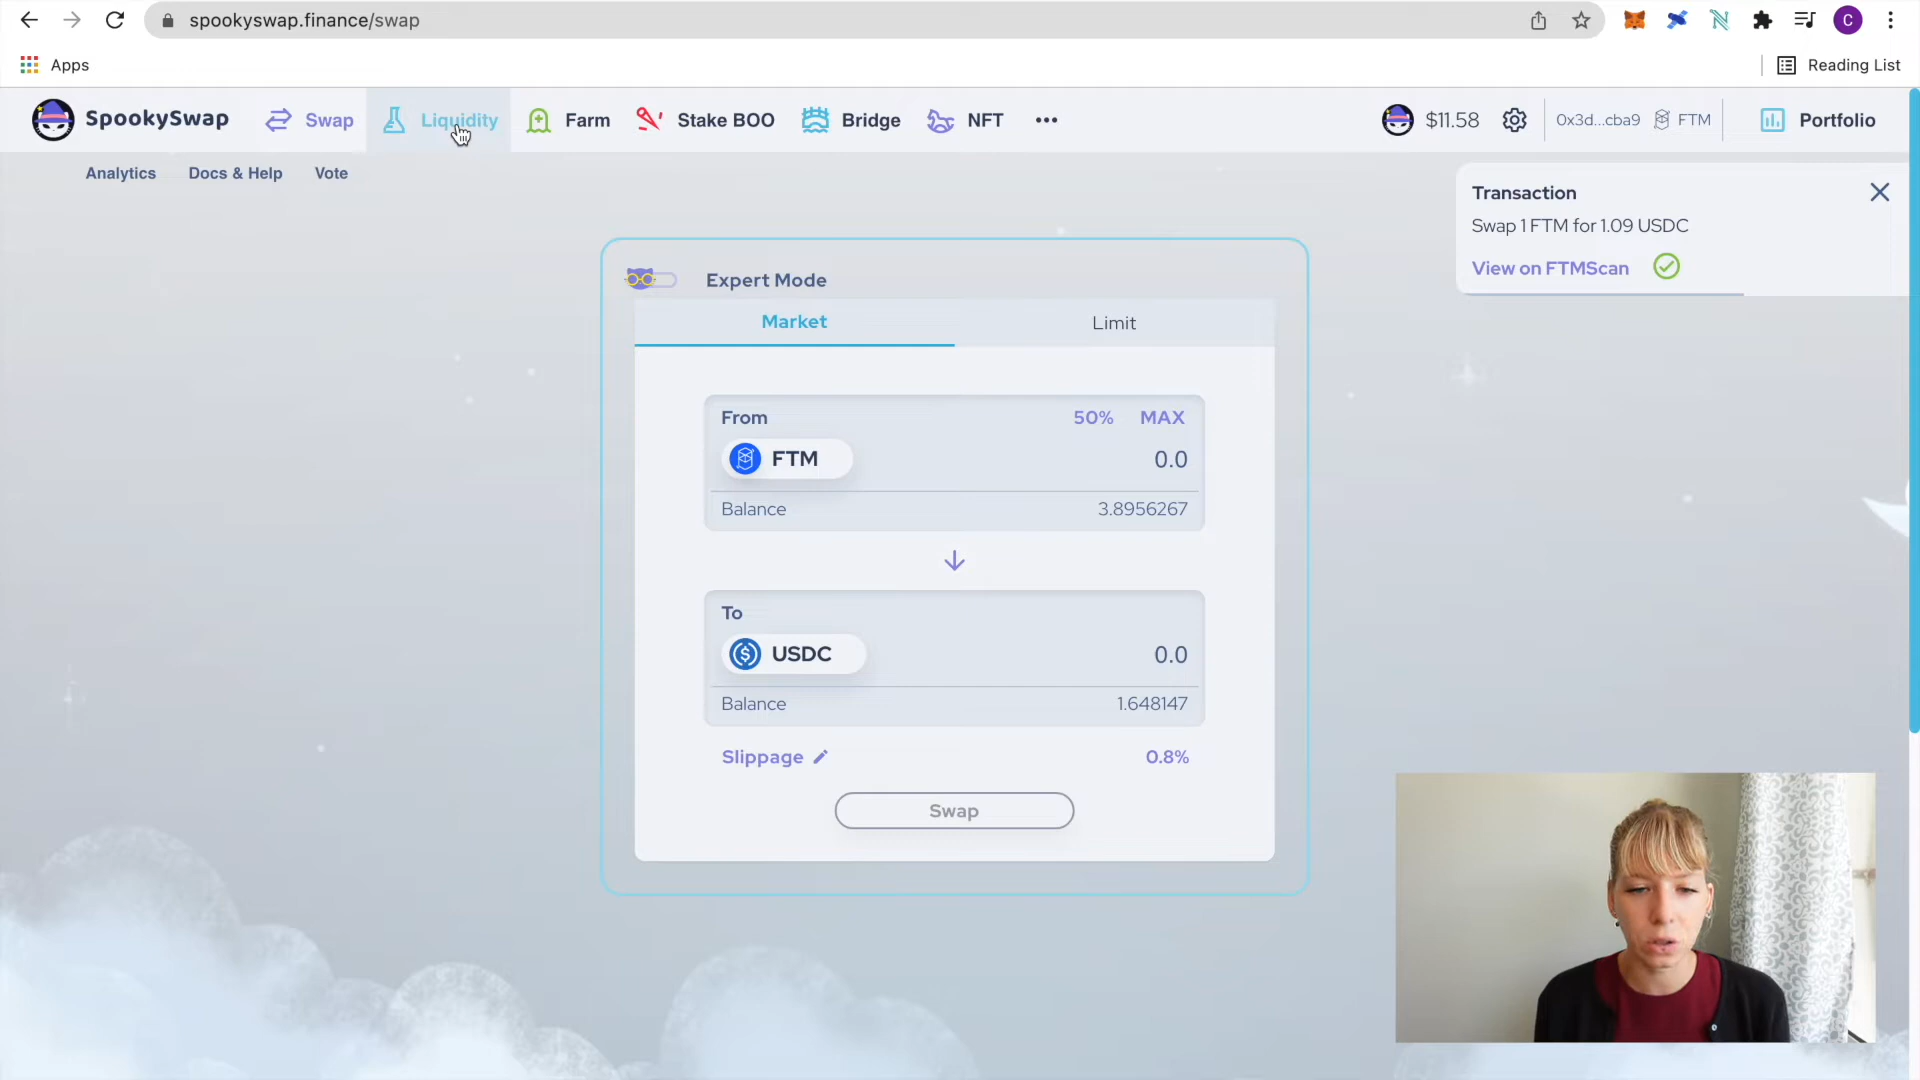 spookyswap.finance/swap
C
Apps
Reading List
SpookySwap
Swap
Liquidity
Farm
Stake BOO
Bridge
NFT
$11.58
0x3d...cba9
FTM
Portfolio
Analytics
Docs & Help
Vote
Transaction
Swap 1 FTM for 1.09 USDC
View on FTMScan
Expert Mode
Market
Limit
From
50%
MAX
FTM
0.0
Balance
3.8956267
To
USDC
0.0
Balance
1.648147
Slippage
0.8%
Swap